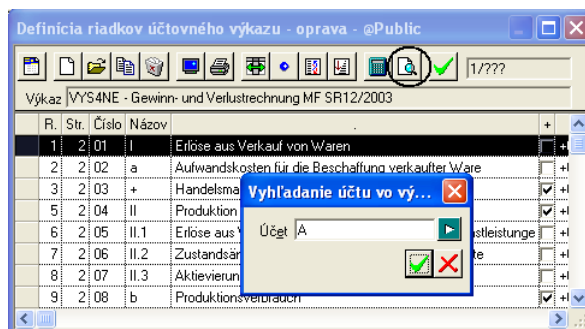 Definícia riadkov účtovného výkazu - oprava - @Public
1/???
Výkaz VYS4NE - Gewinn- und Verlustrechnung MF SR12/2003
R. Str. Číslo Názov . +
1 2 01 I Erlöse aus Verkauf von Waren
2 2 02 a Aufwandskosten für die Beschaffung verkaufter Ware
3 2 03 + Handelsma
5 2 04 II Produktion
6 2 05 II.1 Erlöse aus stleistunge
7 2 06 II.2 Zustandsär te
8 2 07 II.3 Aktivierun
9 2 08 b Produktionsverbrauch
Vyhľadanie účtu vo vý...
Účet A